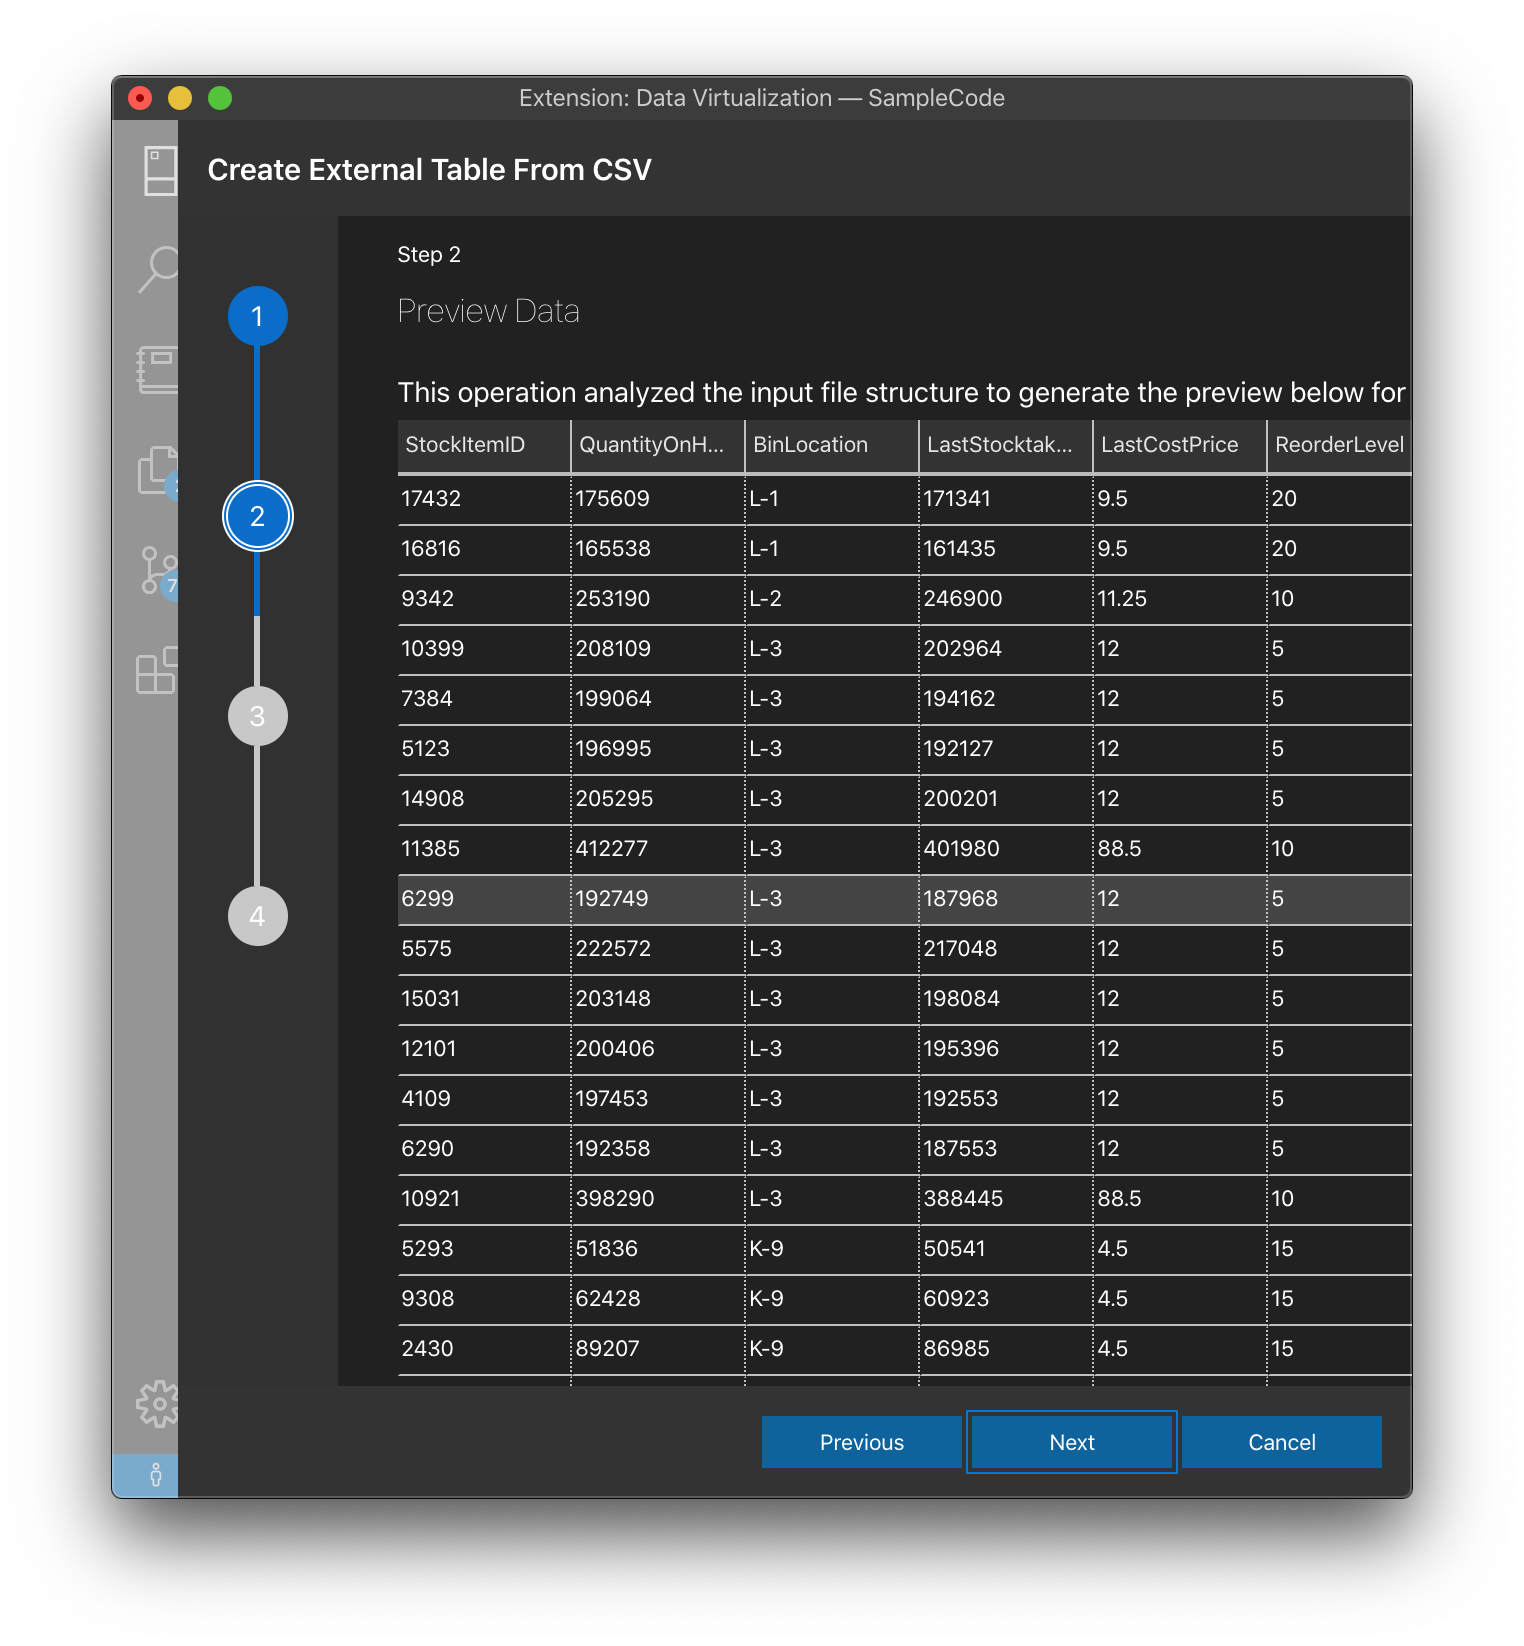 Extension: Data Virtualization — SampleCode
Create External Table From CSV
Step 2
Preview Data
This operation analyzed the input file structure to generate the preview below for
1
2
3
4
7
StockItemID QuantityOnH... BinLocation LastStocktak... LastCostPrice ReorderLevel
17432 175609 L-1 171341 9.5 20
16816 165538 L-1 161435 9.5 20
9342 253190 L-2 246900 11.25 10
10399 208109 L-3 202964 12 5
7384 199064 L-3 194162 12 5
5123 196995 L-3 192127 12 5
14908 205295 L-3 200201 12 5
11385 412277 L-3 401980 88.5 10
6299 192749 L-3 187968 12 5
5575 222572 L-3 217048 12 5
15031 203148 L-3 198084 12 5
12101 200406 L-3 195396 12 5
4109 197453 L-3 192553 12 5
6290 192358 L-3 187553 12 5
10921 398290 L-3 388445 88.5 10
5293 51836 K-9 50541 4.5 15
9308 62428 K-9 60923 4.5 15
2430 89207 K-9 86985 4.5 15
Previous Next Cancel